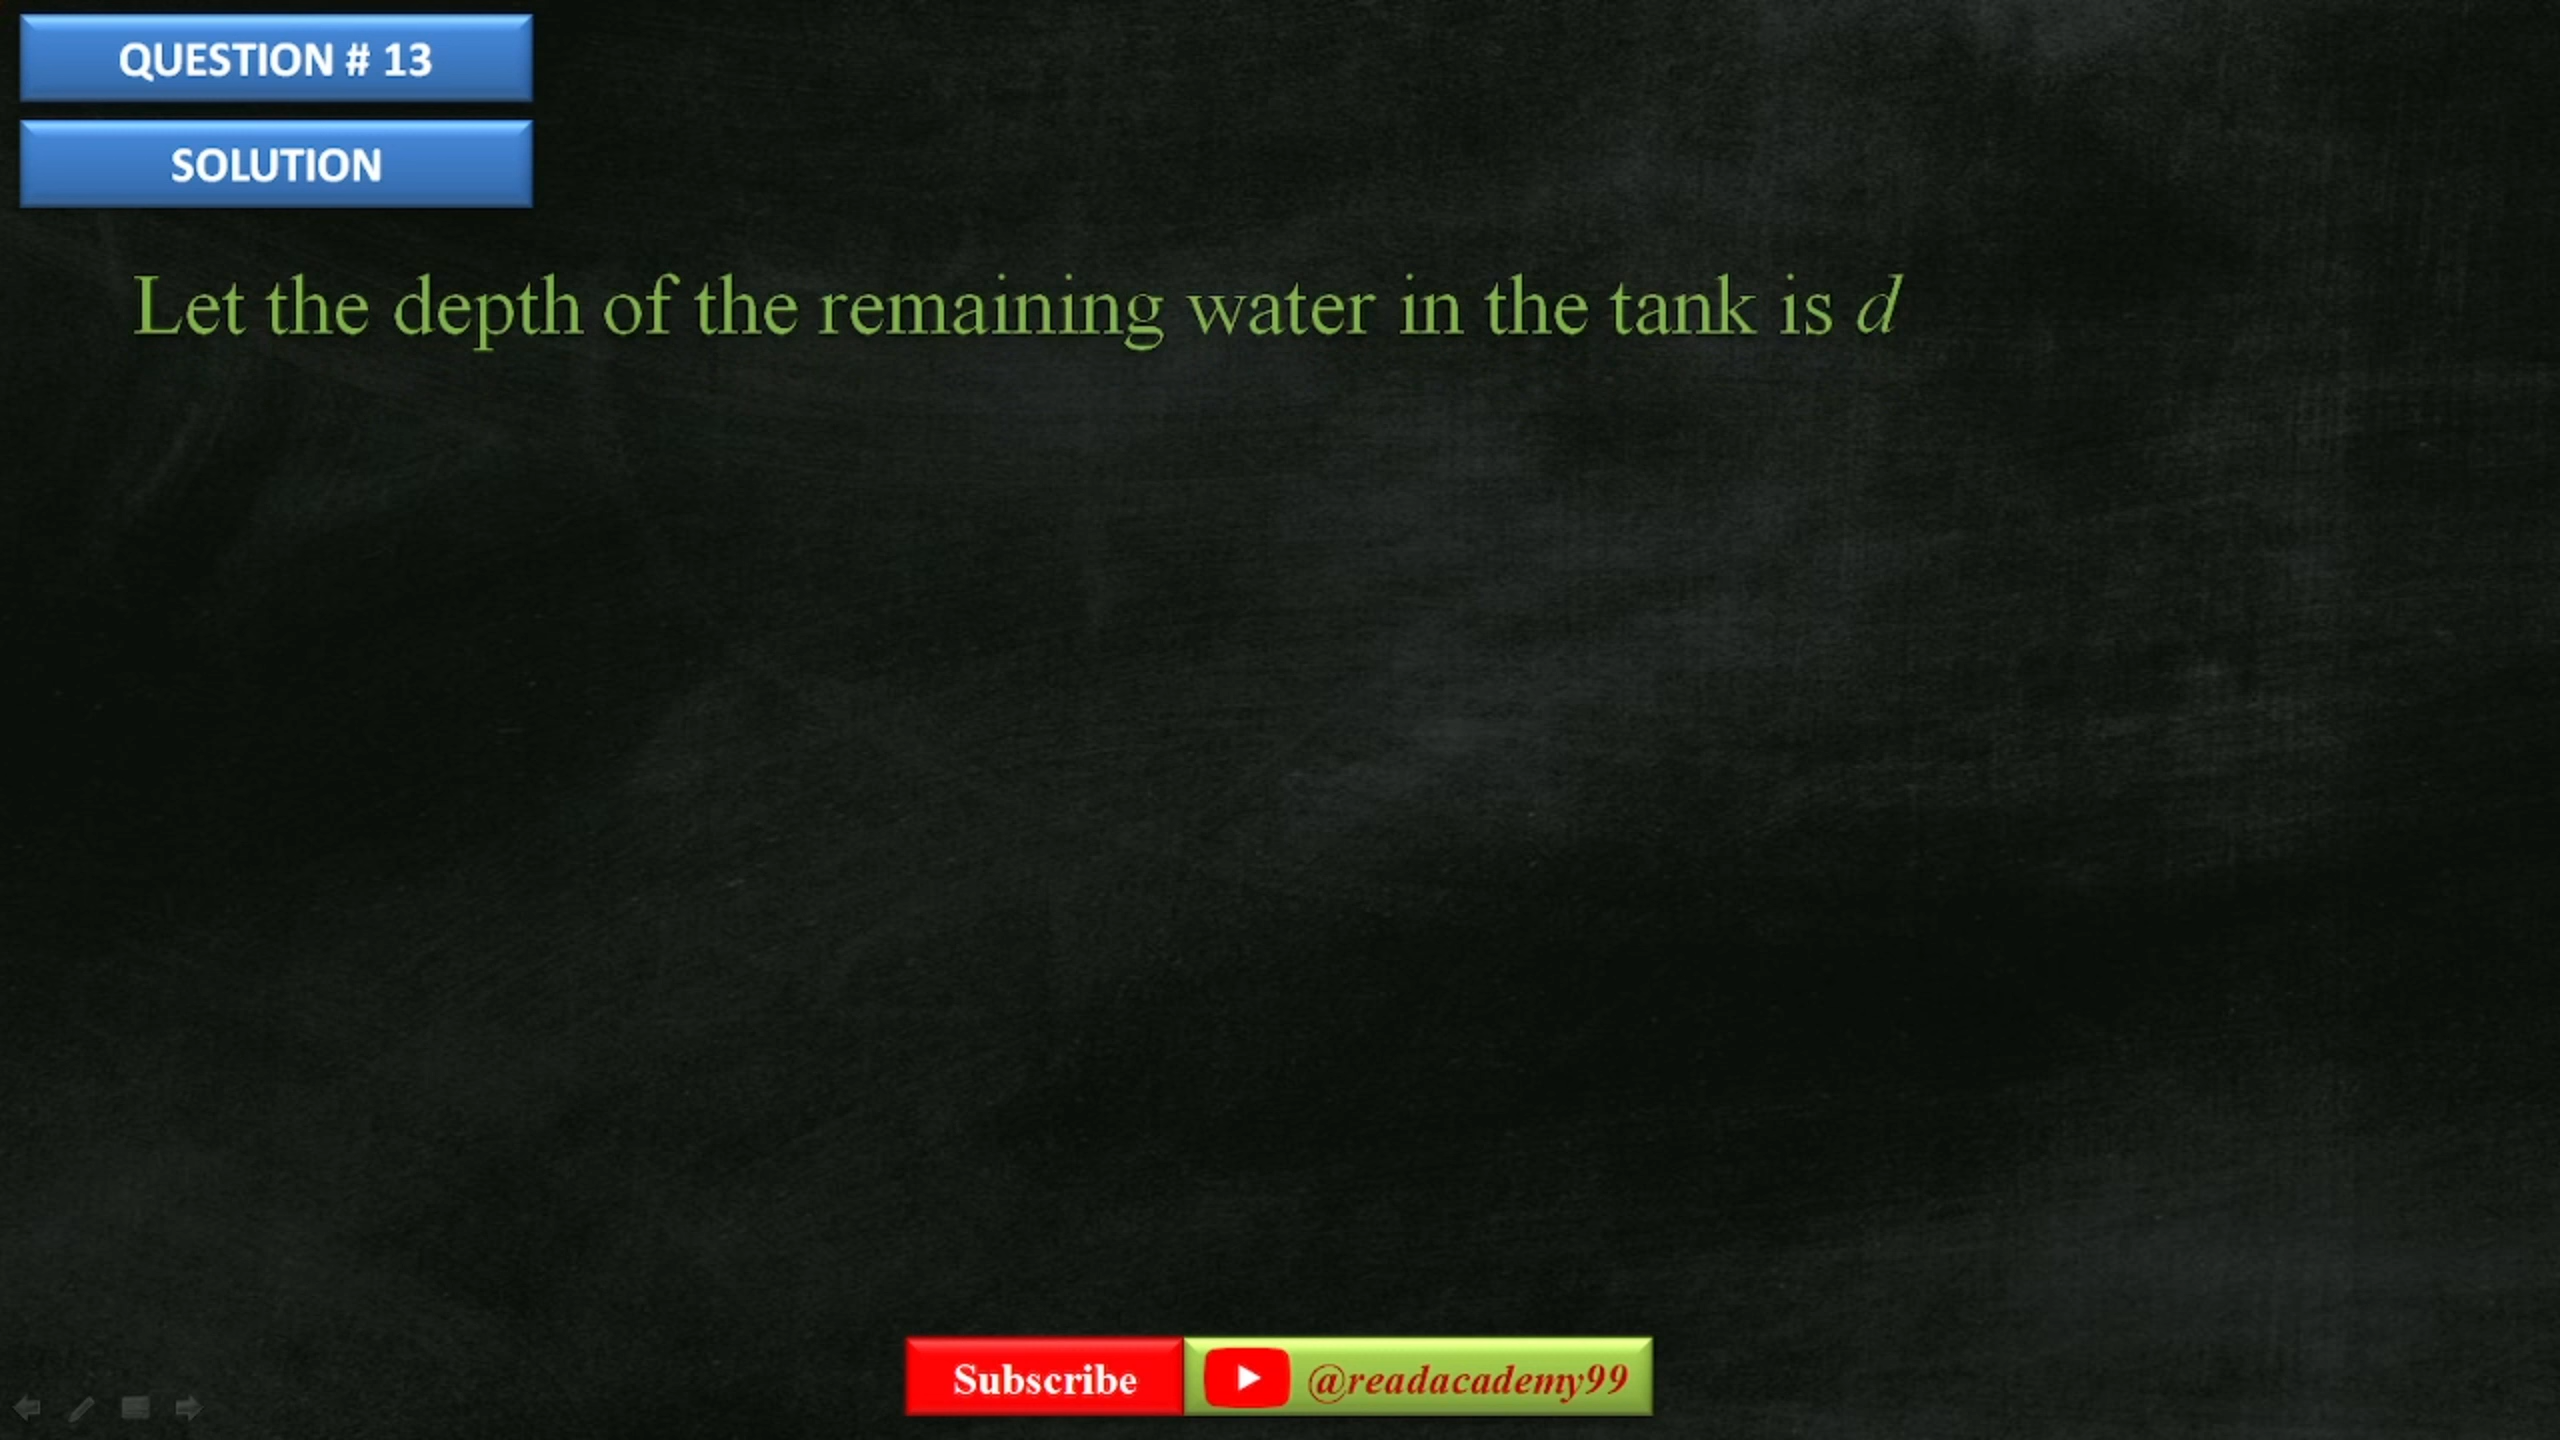 QUESTION # 13
SOLUTION
Let the depth of the remaining water in the tank is d
Subscribe @readacademy99